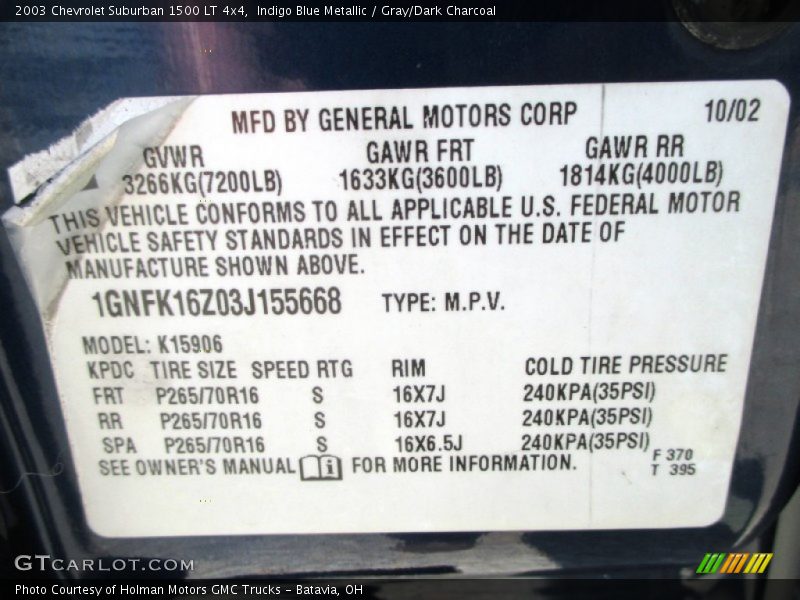 2003 Chevrolet Suburban 1500 LT 4x4, Indigo Blue Metallic / Gray/Dark Charcoal
MFD BY GENERAL MOTORS CORP 10/02
GVWR GAWR FRT GAWR RR
3266KG(7200LB) 1633KG(3600LB) 1814KG(4000LB)
THIS VEHICLE CONFORMS TO ALL APPLICABLE U.S. FEDERAL MOTOR
VEHICLE SAFETY STANDARDS IN EFFECT ON THE DATE OF
MANUFACTURE SHOWN ABOVE.
1GNFK16Z03J155668 TYPE: M.P.V.
MODEL: K15906
KPDC TIRE SIZE SPEED RTG RIM COLD TIRE PRESSURE
FRT P265/70R16 S 16X7J 240KPA(35PSI)
RR P265/70R16 S 16X7J 240KPA(35PSI)
SPA P265/70R16 S 16X6.5J 240KPA(35PSI)
SEE OWNER'S MANUAL i FOR MORE INFORMATION.
F 370
T 395
GTCARLOT.COM
Photo Courtesy of Holman Motors GMC Trucks - Batavia, OH